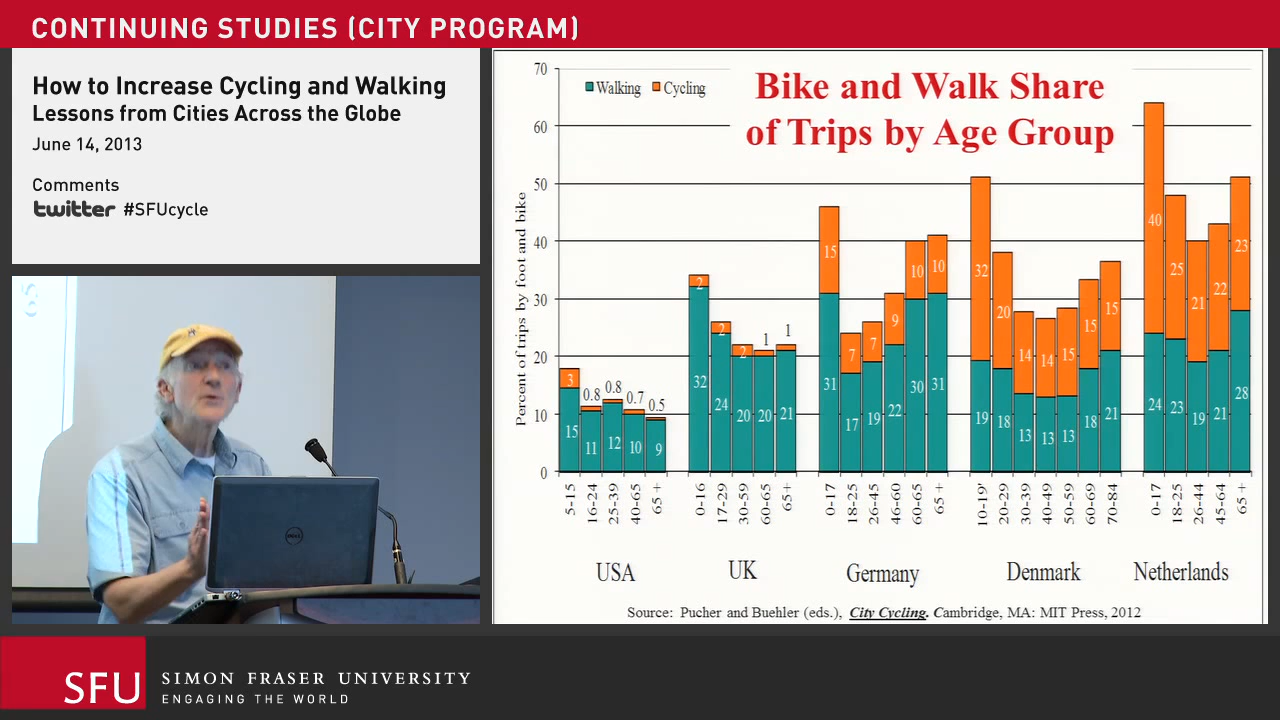 CONTINUING STUDIES (CITY PROGRAM)
How to Increase Cycling and Walking
Lessons from Cities Across the Globe
June 14, 2013
Comments
twitter #SFUcycle
Bike and Walk Share
of Trips by Age Group
Walking Cycling
Percent of trips by foot and bike
70
60
50
40
30
20
10
0
3 0.8 0.8 0.7 0.5
15 11 12 10 9
2 2 2 1 1
32 24 20 20 21
15 7 7 9 10 10
31 17 19 22 30 31
32 20 14 14 15 15 15
19 18 13 13 13 18 21
40 25 21 22 23
24 23 19 21 28
5-15 16-24 25-39 40-65 65 +
0-16 17-29 30-59 60-65 65+
0-17 18-25 26-45 46-60 60-65 65 +
10-19' 20-29 30-39 40-49 50-59 60-69 70-84
0-17 18-25 26-44 45-64 65 +
USA UK Germany Denmark Netherlands
Source: Pucher and Buehler (eds.), City Cycling. Cambridge, MA: MIT Press, 2012
DELL
SFU SIMON FRASER UNIVERSITY
ENGAGING THE WORLD